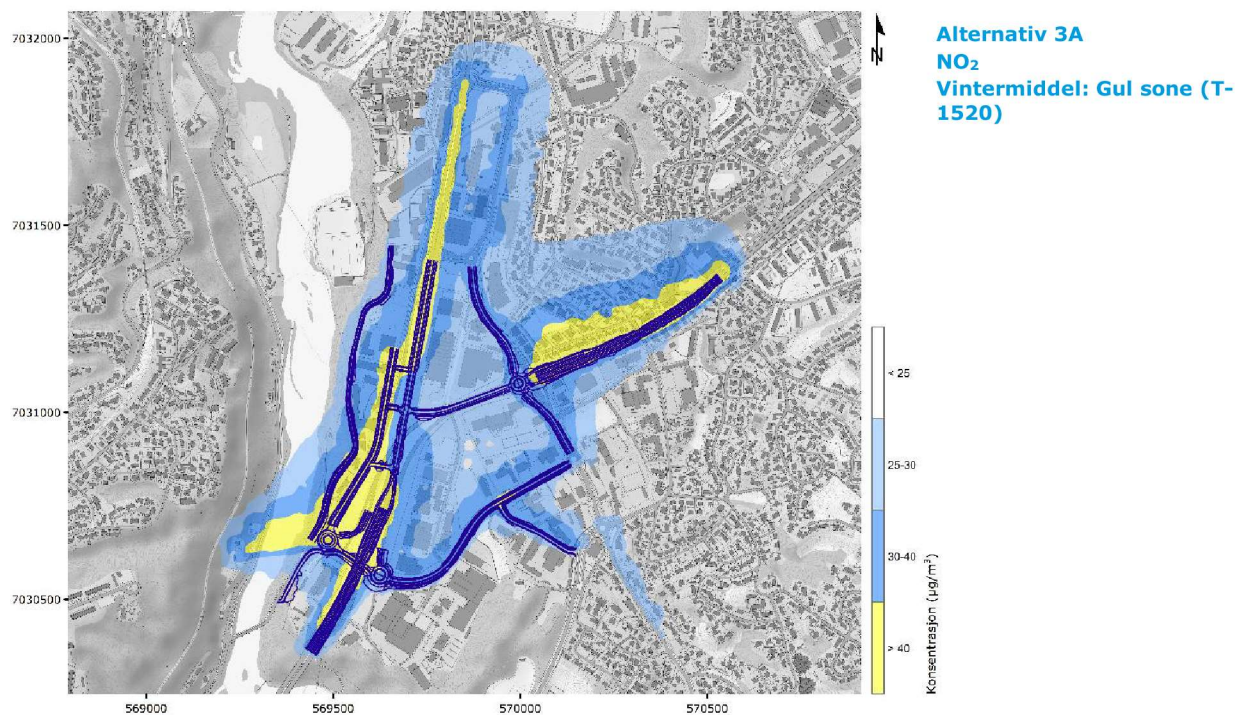 Alternativ 3A
NO₂
Vintermiddel: Gul sone (T-
1520)
N
7032000
7031500
7031000
7030500
569000
569500
570000
570500
< 25
25-30
30-40
> 40
Konsentrasjon (µg/m³)